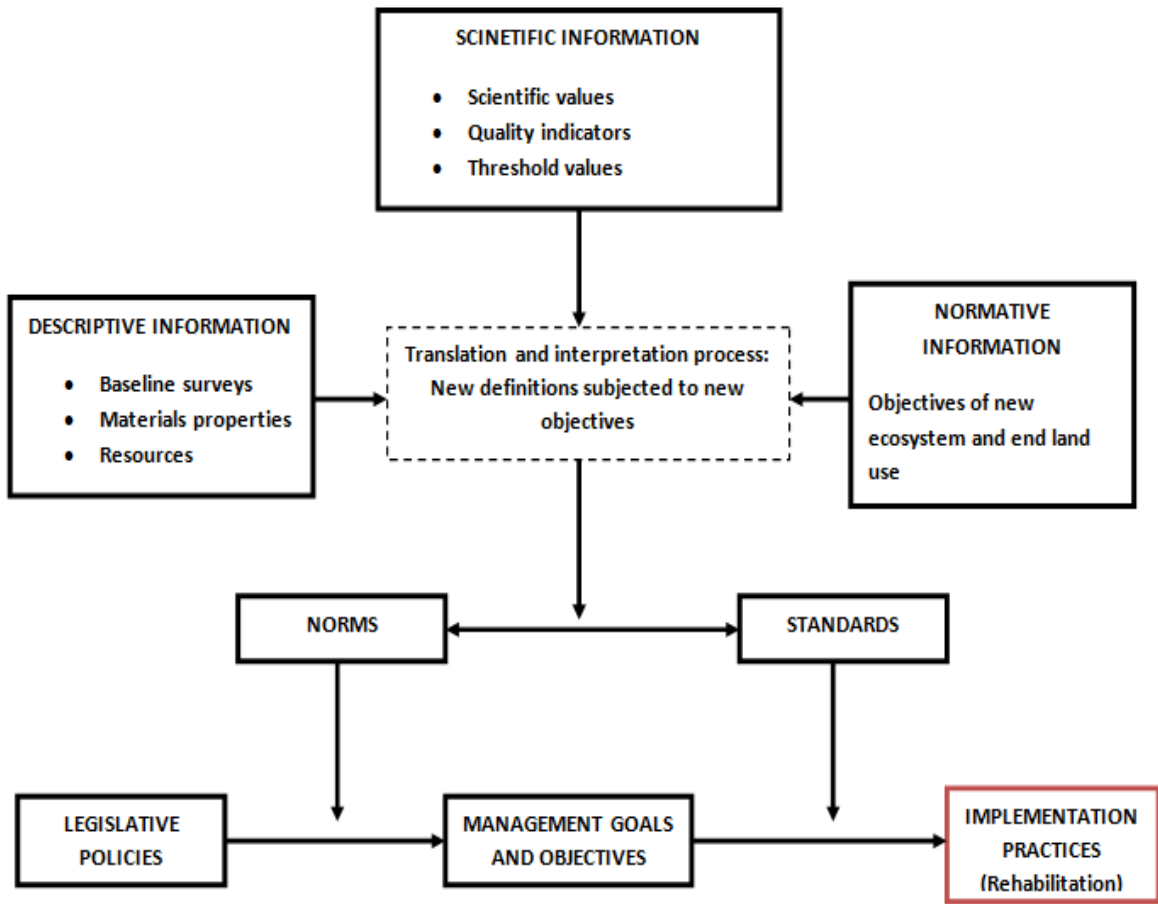 SCINETIFIC INFORMATION
• Scientific values
• Quality indicators
• Threshold values
DESCRIPTIVE INFORMATION
• Baseline surveys
• Materials properties
• Resources
Translation and interpretation process:
New definitions subjected to new
objectives
NORMATIVE
INFORMATION
Objectives of new
ecosystem and end land
use
NORMS
STANDARDS
LEGISLATIVE
POLICIES
MANAGEMENT GOALS
AND OBJECTIVES
IMPLEMENTATION
PRACTICES
(Rehabilitation)